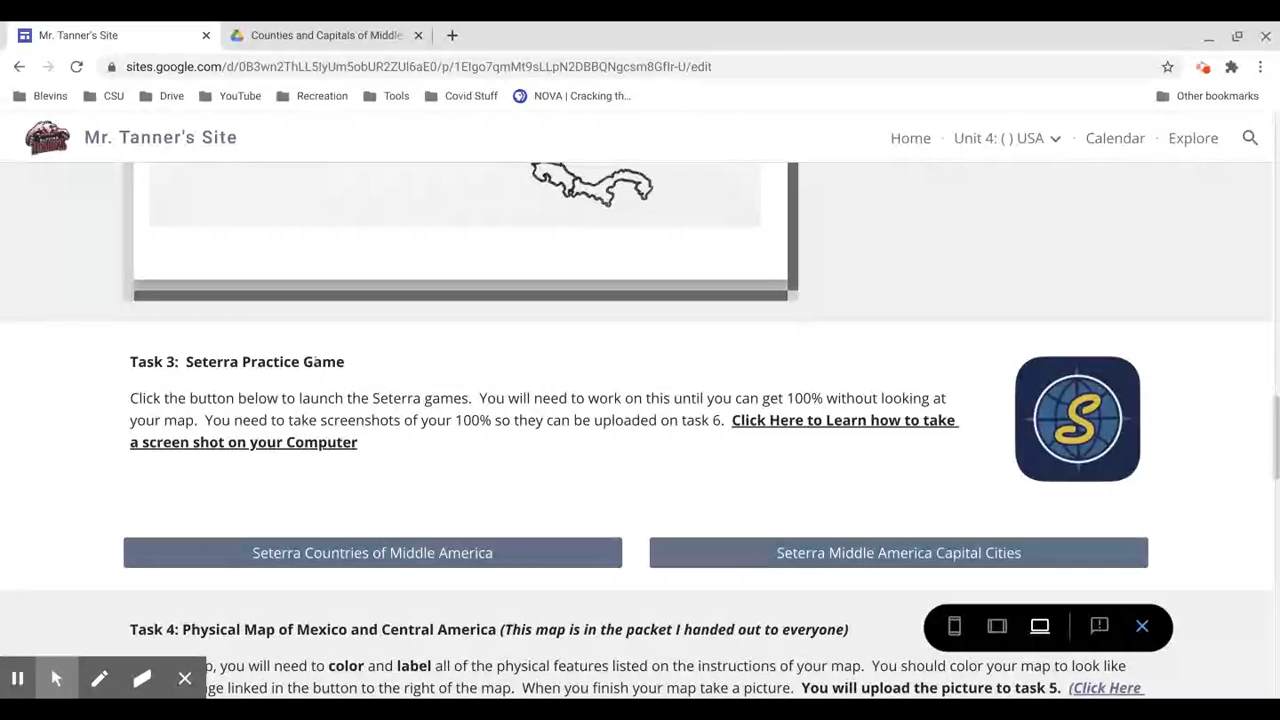 Mr. Tanner's Site
Counties and Capitals of Middle
sites.google.com/d/0B3wn2ThLL5IyUm5obUR2ZUl6aE0/p/1EIgo7qmMt9sLLpN2DBBQNgcsm8GfIr-U/edit
Blevins CSU Drive YouTube Recreation Tools Covid Stuff NOVA | Cracking th... Other bookmarks
Mr. Tanner's Site
Home · Unit 4: ( ) USA · Calendar · Explore
Task 3: Seterra Practice Game
Click the button below to launch the Seterra games. You will need to work on this until you can get 100% without looking at
your map. You need to take screenshots of your 100% so they can be uploaded on task 6. Click Here to Learn how to take
a screen shot on your Computer
S
Seterra Countries of Middle America
Seterra Middle America Capital Cities
Task 4: Physical Map of Mexico and Central America (This map is in the packet I handed out to everyone)
p, you will need to color and label all of the physical features listed on the instructions of your map. You should color your map to look like
ge linked in the button to the right of the map. When you finish your map take a picture. You will upload the picture to task 5. (Click Here